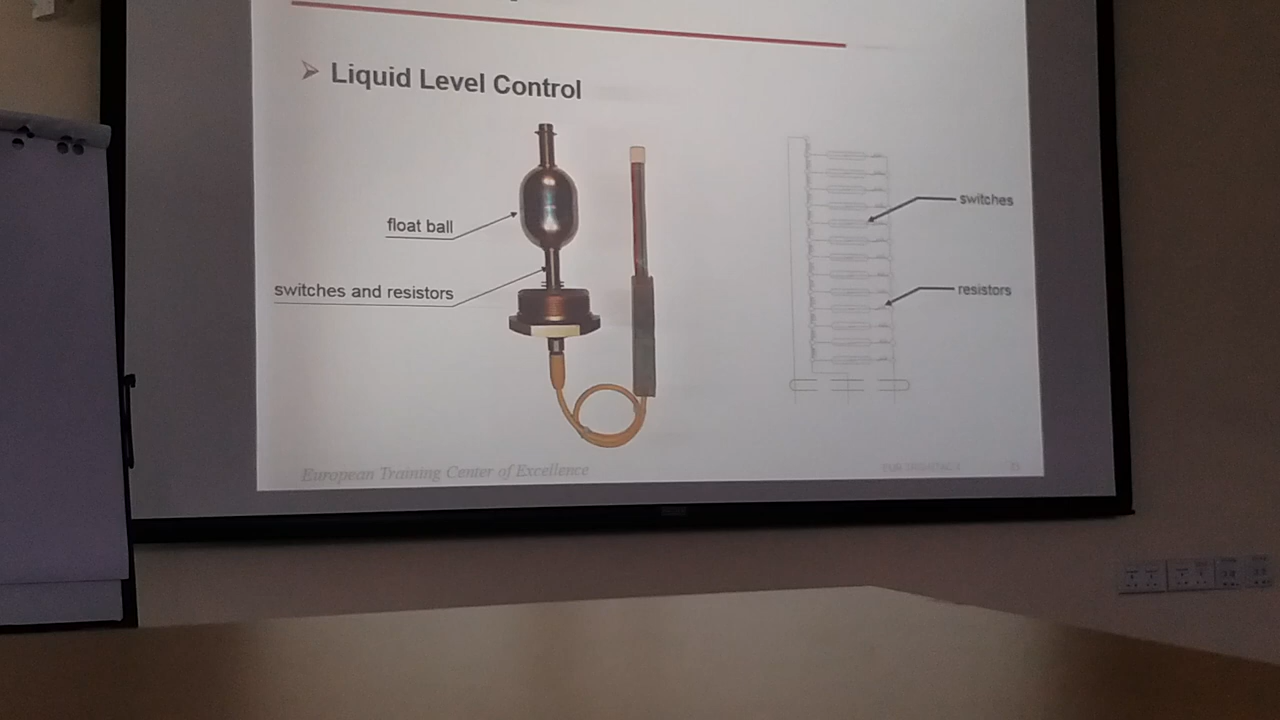 Liquid Level Control
float ball
switches and resistors
switches
resistors
European Training Center of Excellence